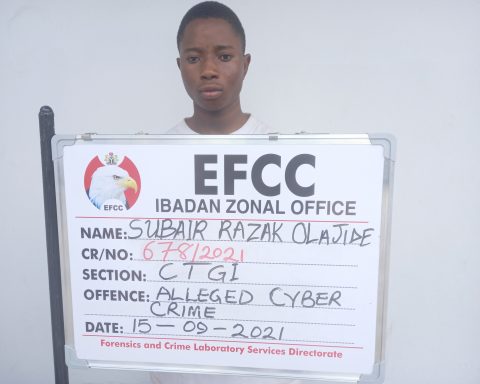 EFCC
EFCC
IBADAN ZONAL OFFICE
NAME: SUBAIR RAZAK OLAJIDE
CR/NO: 678/2021
SECTION: CTGI
OFFENCE: ALLEGED CYBER
CRIME
DATE: 15-09-2021
Forensics and Crime Laboratory Services Directorate